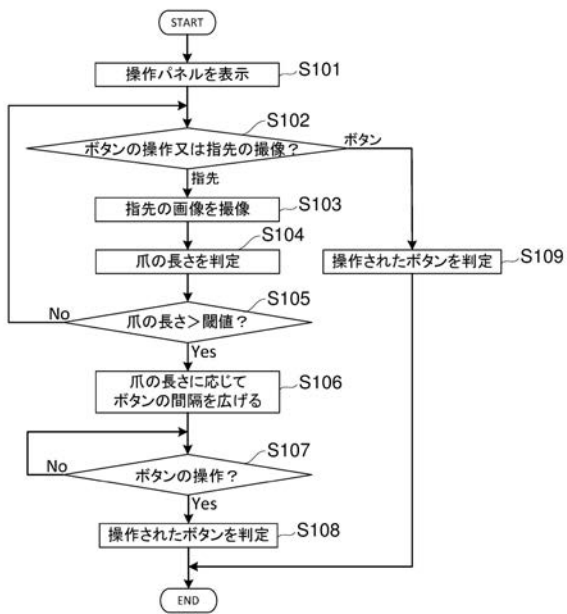 START
操作パネルを表示
S101
S102
ボタンの操作又は指先の撮像？
ボタン
指先
指先の画像を撮像
S103
S104
爪の長さを判定
操作されたボタンを判定
S109
S105
No
爪の長さ＞閾値？
Yes
爪の長さに応じて
ボタンの間隔を広げる
S106
S107
No
ボタンの操作？
Yes
操作されたボタンを判定
S108
END